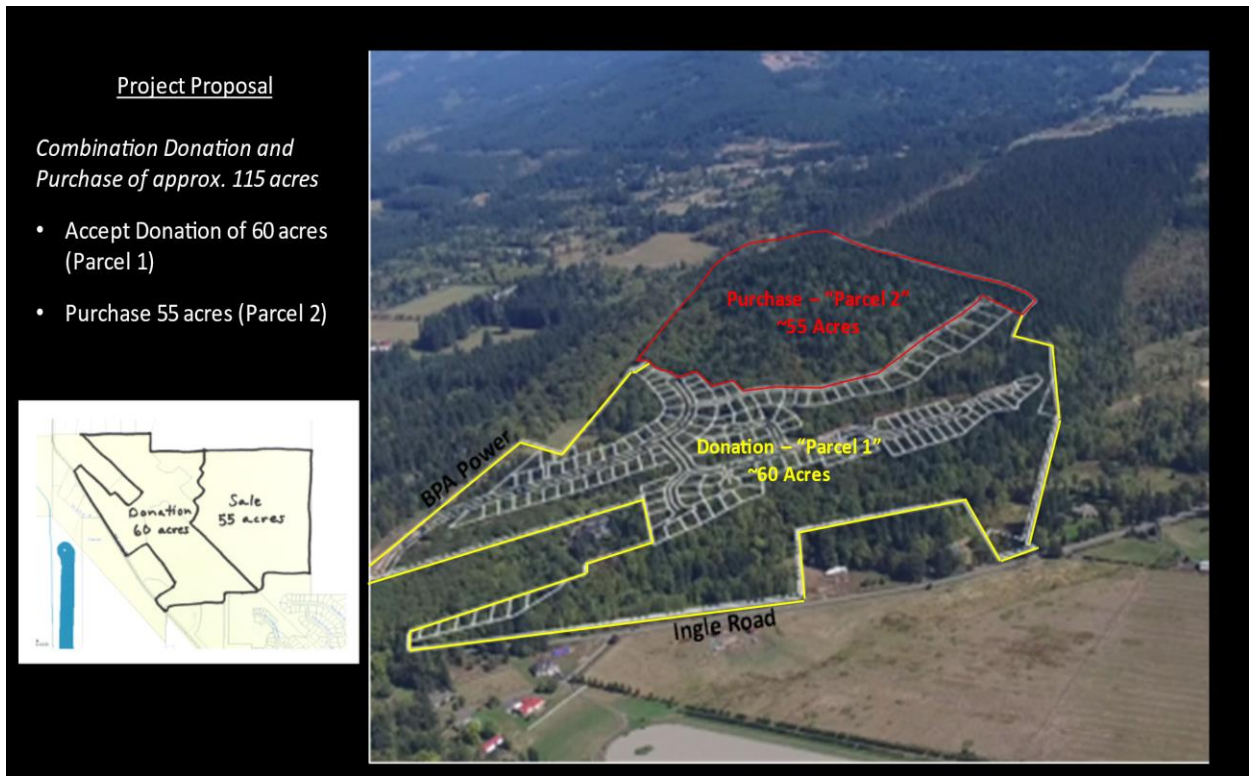 Project Proposal
Combination Donation and
Purchase of approx. 115 acres
• Accept Donation of 60 acres
(Parcel 1)
• Purchase 55 acres (Parcel 2)
Donation
60 acres
Sale
55 acres
Purchase – “Parcel 2”
~55 Acres
Donation – “Parcel 1”
~60 Acres
BPA Power
Ingle Road